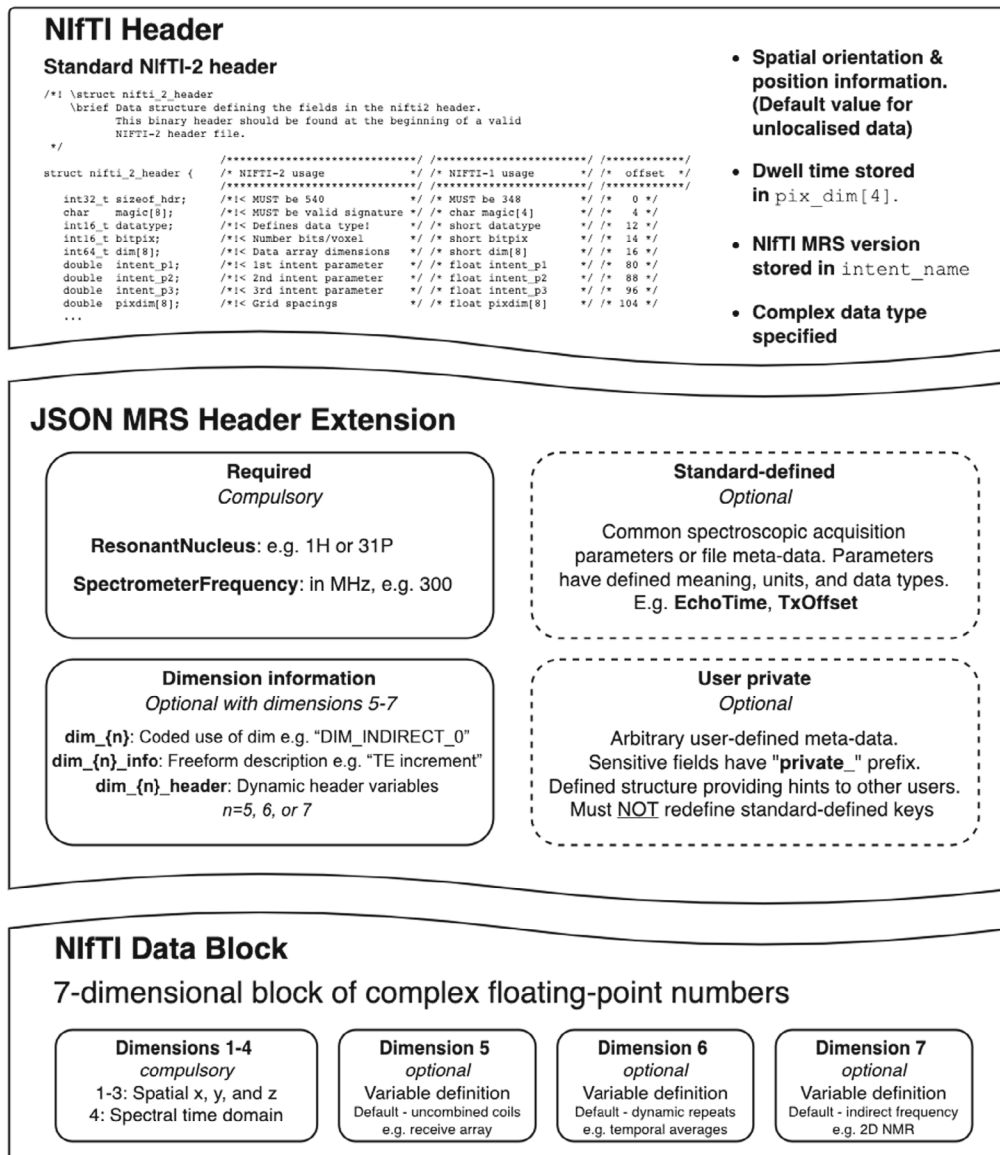 NIfTI Header
Standard NIfTI-2 header
/*! \struct nifti_2_header
\brief Data structure defining the fields in the nifti2 header.
This binary header should be found at the beginning of a valid
NIFTI-2 header file.
*/
/*****************************/ /***********************/ /************/
struct nifti_2_header { /* NIFTI-2 usage */ /* NIFTI-1 usage */ /* offset */
/*****************************/ /***********************/ /************/
int32_t sizeof_hdr; /*!< MUST be 540 */ /* MUST be 348 */ /* 0 */
char magic[8]; /*!< MUST be valid signature */ /* char magic[4] */ /* 4 */
int16_t datatype; /*!< Defines data type! */ /* short datatype */ /* 12 */
int16_t bitpix; /*!< Number bits/voxel */ /* short bitpix */ /* 14 */
int64_t dim[8]; /*!< Data array dimensions */ /* short dim[8] */ /* 16 */
double intent_p1; /*!< 1st intent parameter */ /* float intent_p1 */ /* 80 */
double intent_p2; /*!< 2nd intent parameter */ /* float intent_p2 */ /* 88 */
double intent_p3; /*!< 3rd intent parameter */ /* float intent_p3 */ /* 96 */
double pixdim[8]; /*!< Grid spacings */ /* float pixdim[8] */ /* 104 */
...
• Spatial orientation &
position information.
(Default value for
unlocalised data)
• Dwell time stored
in pix_dim[4].
• NIfTI MRS version
stored in intent_name
• Complex data type
specified
JSON MRS Header Extension
Required
Compulsory
ResonantNucleus: e.g. 1H or 31P
SpectrometerFrequency: in MHz, e.g. 300
Standard-defined
Optional
Common spectroscopic acquisition
parameters or file meta-data. Parameters
have defined meaning, units, and data types.
E.g. EchoTime, TxOffset
Dimension information
Optional with dimensions 5-7
dim_{n}: Coded use of dim e.g. “DIM_INDIRECT_0”
dim_{n}_info: Freeform description e.g. “TE increment”
dim_{n}_header: Dynamic header variables
n=5, 6, or 7
User private
Optional
Arbitrary user-defined meta-data.
Sensitive fields have "private_" prefix.
Defined structure providing hints to other users.
Must NOT redefine standard-defined keys
NIfTI Data Block
7-dimensional block of complex floating-point numbers
Dimensions 1-4
compulsory
1-3: Spatial x, y, and z
4: Spectral time domain
Dimension 5
optional
Variable definition
Default - uncombined coils
e.g. receive array
Dimension 6
optional
Variable definition
Default - dynamic repeats
e.g. temporal averages
Dimension 7
optional
Variable definition
Default - indirect frequency
e.g. 2D NMR